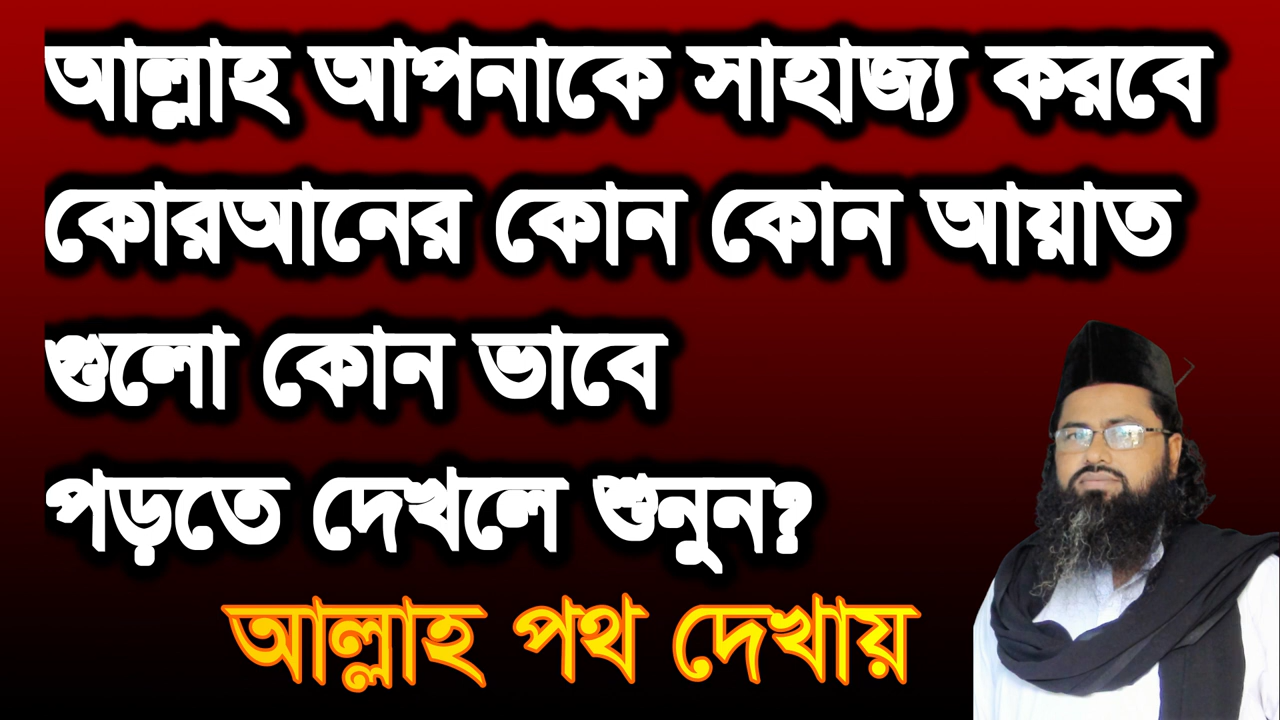 আল্লাহ আপনাকে সাহাজ্য করবে
কোরআনের কোন কোন আয়াত
গুলো কোন ভাবে
পড়তে দেখলে শুনুন?
আল্লাহ পথ দেখায়